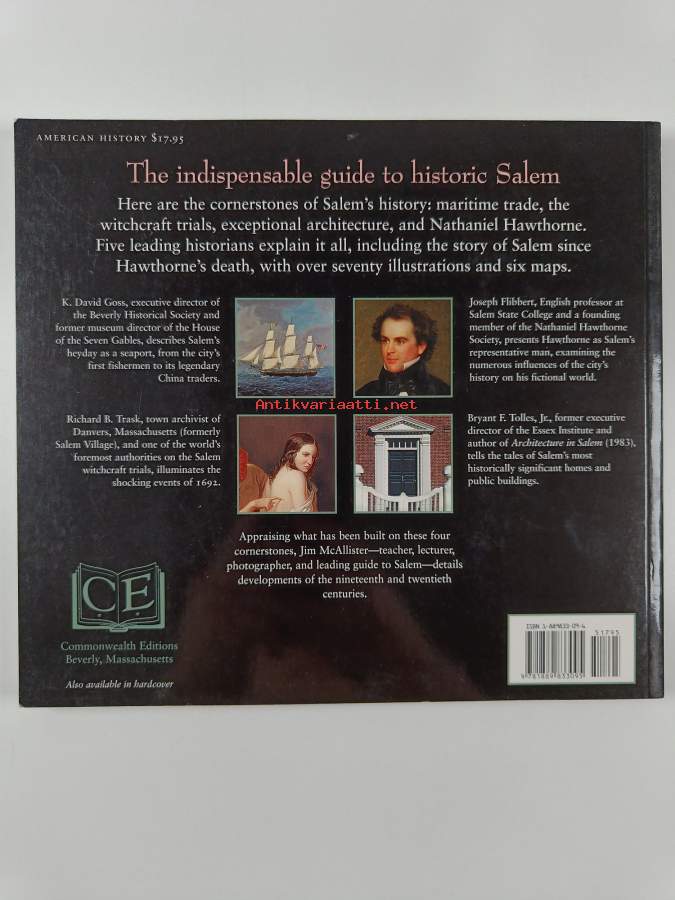 AMERICAN HISTORY $17.95
The indispensable guide to historic Salem
Here are the cornerstones of Salem's history: maritime trade, the
witchcraft trials, exceptional architecture, and Nathaniel Hawthorne.
Five leading historians explain it all, including the story of Salem since
Hawthorne's death, with over seventy illustrations and six maps.
K. David Goss, executive director of
the Beverly Historical Society and
former museum director of the House
of the Seven Gables, describes Salem's
heyday as a seaport, from the city's
first fishermen to its legendary
China traders.
Joseph Flibbert, English professor at
Salem State College and a founding
member of the Nathaniel Hawthorne
Society, presents Hawthorne as Salem's
representative man, examining the
numerous influences of the city's
history on his fictional world.
Antikvariaatti.net
Richard B. Trask, town archivist of
Danvers, Massachusetts (formerly
Salem Village), and one of the world's
foremost authorities on the Salem
witchcraft trials, illuminates the
shocking events of 1692.
Bryant F. Tolles, Jr., former executive
director of the Essex Institute and
author of Architecture in Salem (1983),
tells the tales of Salem's most
historically significant homes and
public buildings.
Appraising what has been built on these four
cornerstones, Jim McAllister—teacher, lecturer,
photographer, and leading guide to Salem—details
developments of the nineteenth and twentieth
centuries.
CE
Commonwealth Editions
Beverly, Massachusetts
Also available in hardcover
ISBN 1-889833-09-6
51795
9 781889 833095